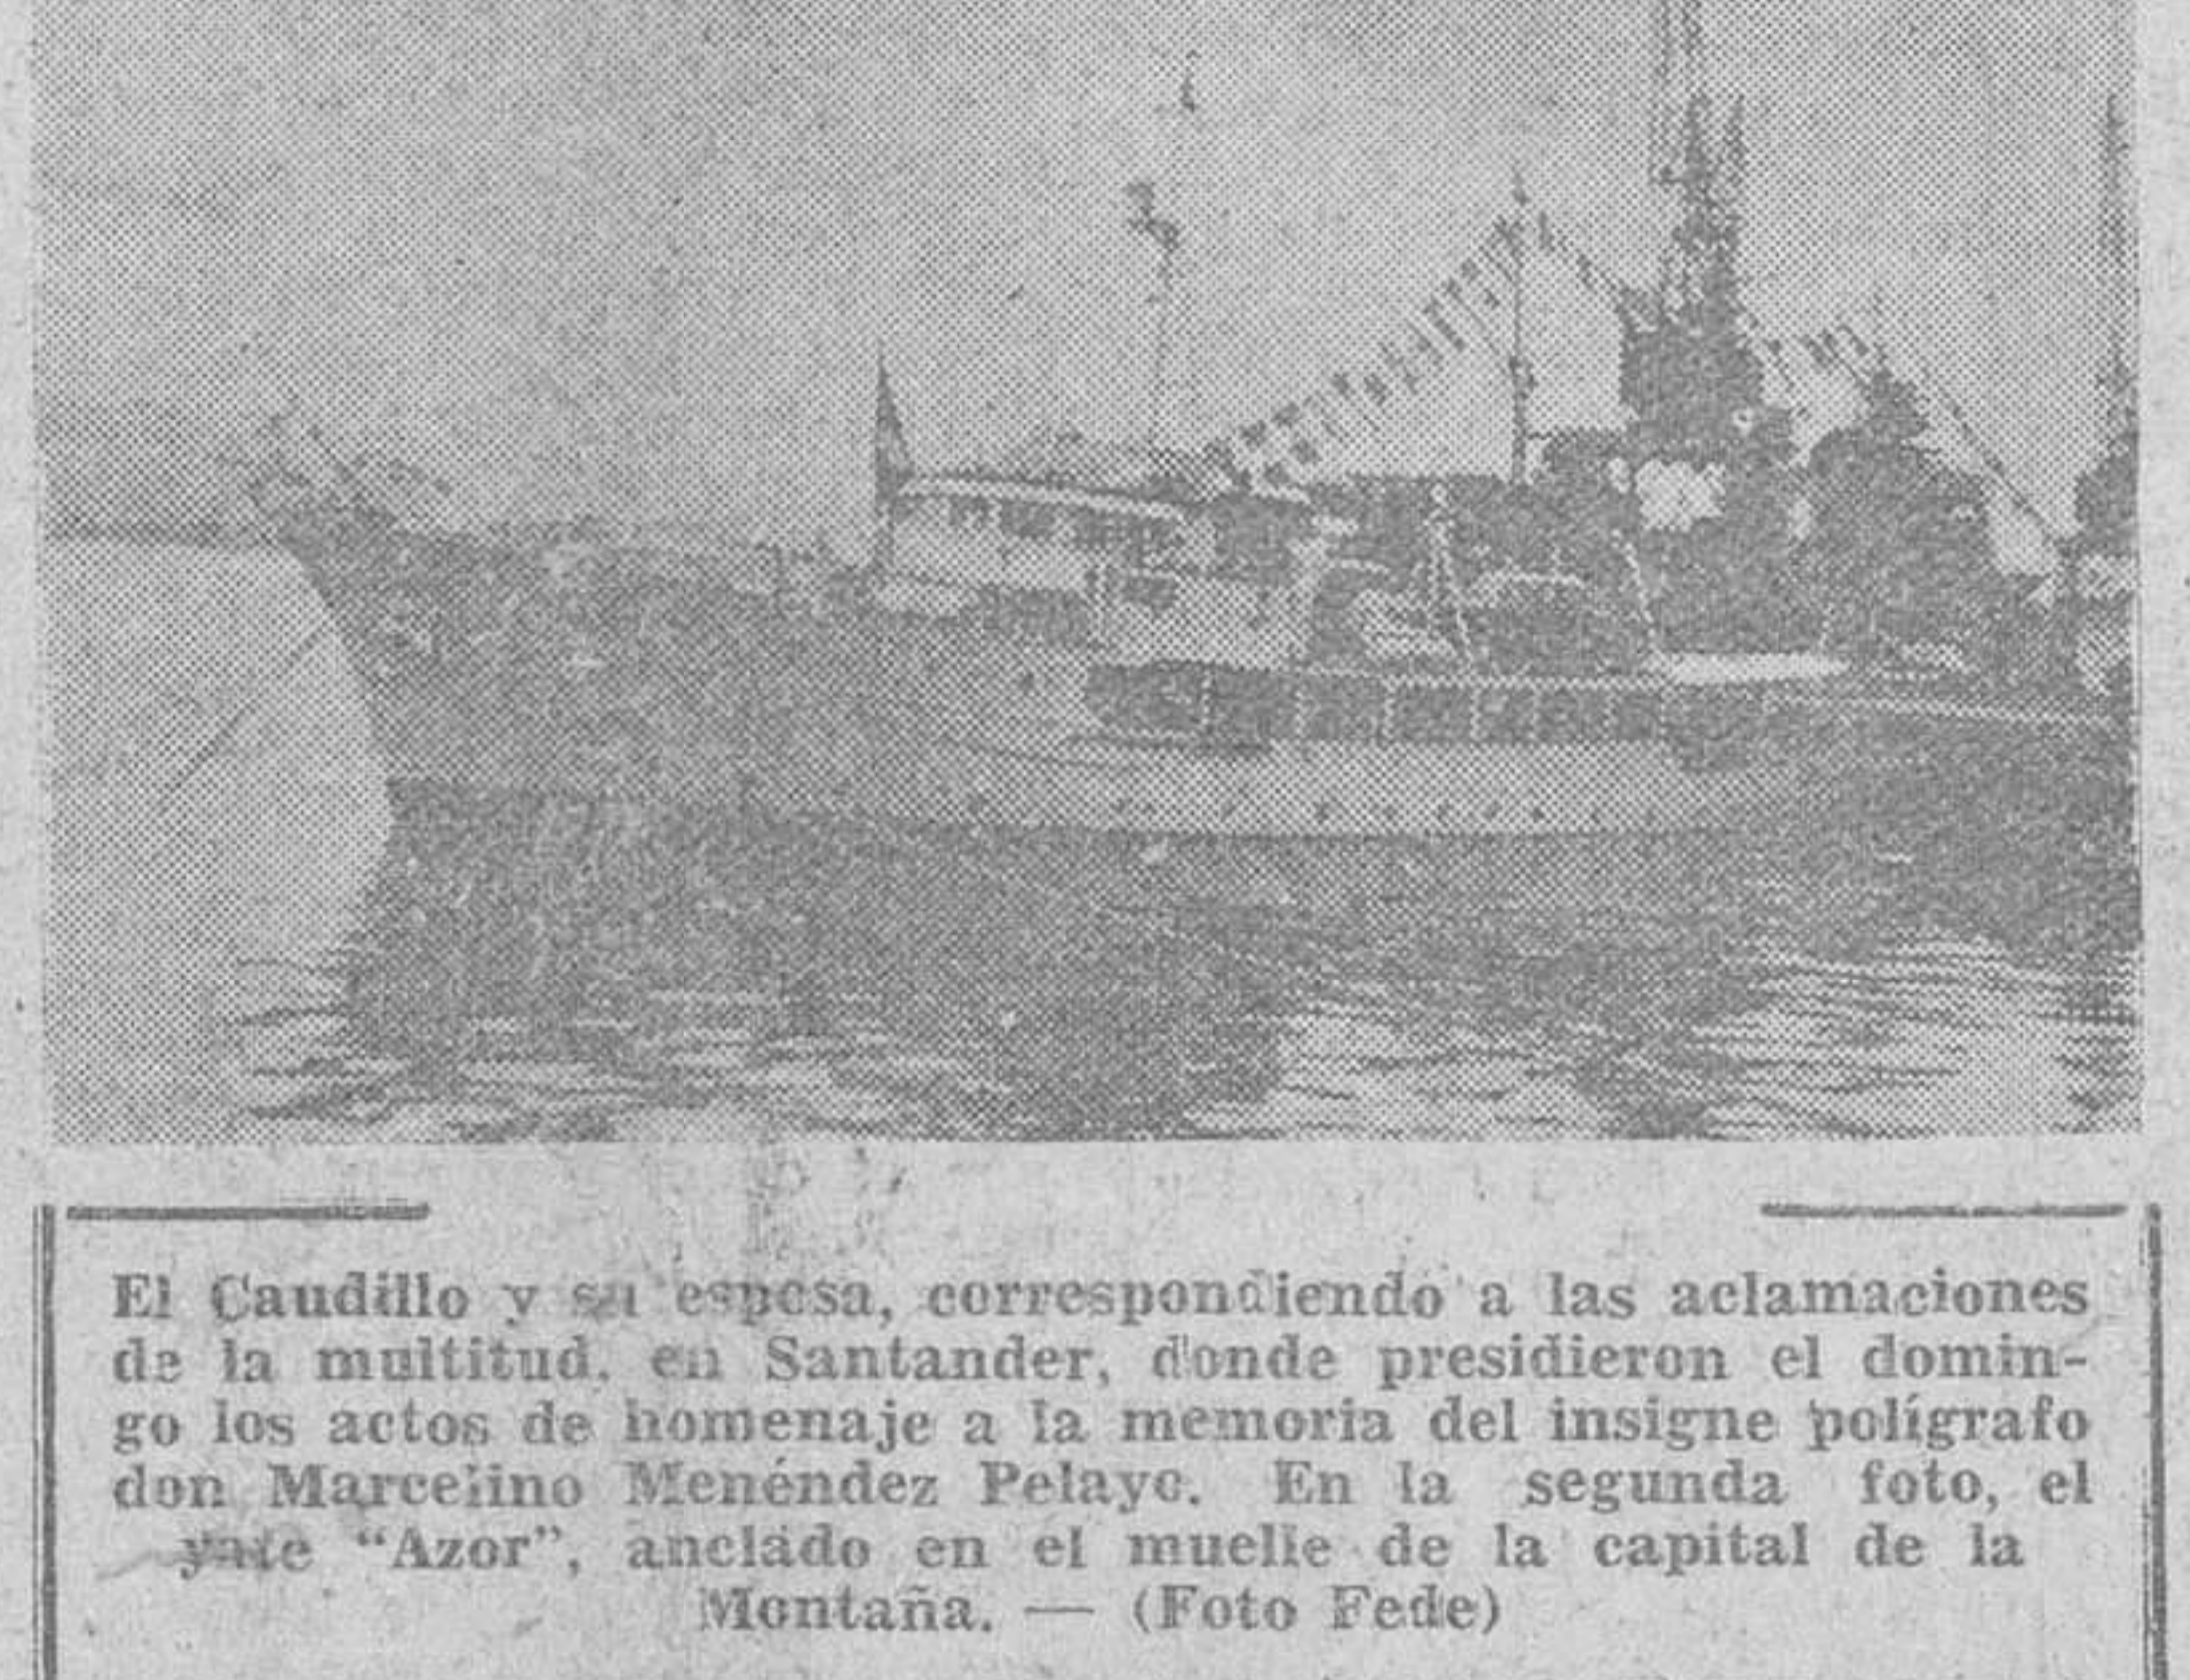 El Caudillo y su esposa, correspondiendo a las aclamaciones
de la multitud, en Santander, donde presidieron el domin-
go los actos de homenaje a la memoria del insigne polígrafo
don Marcelino Menéndez Pelayo. En la segunda foto, el
yate "Azor", anclado en el muelle de la capital de la
Montaña. — (Foto Fede)